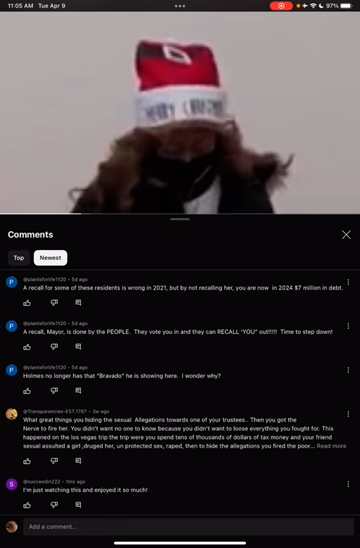 11:05 AM Tue Apr 9
97%
MERRY CHRISTMAS
Comments
Top
Newest
@plantsforlife1120 • 5d ago
A recall for some of these residents is wrong in 2021, but by not recalling her, you are now in 2024 $7 million in debt.
@plantsforlife1120 • 5d ago
A recall, Mayor, is done by the PEOPLE. They vote you in and they can RECALL 'YOU" out!!!!! Time to step down!
@plantsforlife1120 • 5d ago
Holmes no longer has that "Bravado" he is showing here. I wonder why?
@Transparencies-EST.1787 • 3w ago
What great things you hiding the sexual Allegations towards one of your trustees.. Then you got the
Nerve to fire her. You didn't want no one to know because you didn't want to loose everything you fought for. This
happened on the los vegas trip the trip were you spend tens of thousands of dollars of tax money and your friend
sexual assulted a girl ,druged her, un protected sex, raped, then to hide the allegations you fired the poor... Read more
@succeedin222 • 1mo ago
I'm just watching this and enjoyed it so much!
Add a comment...